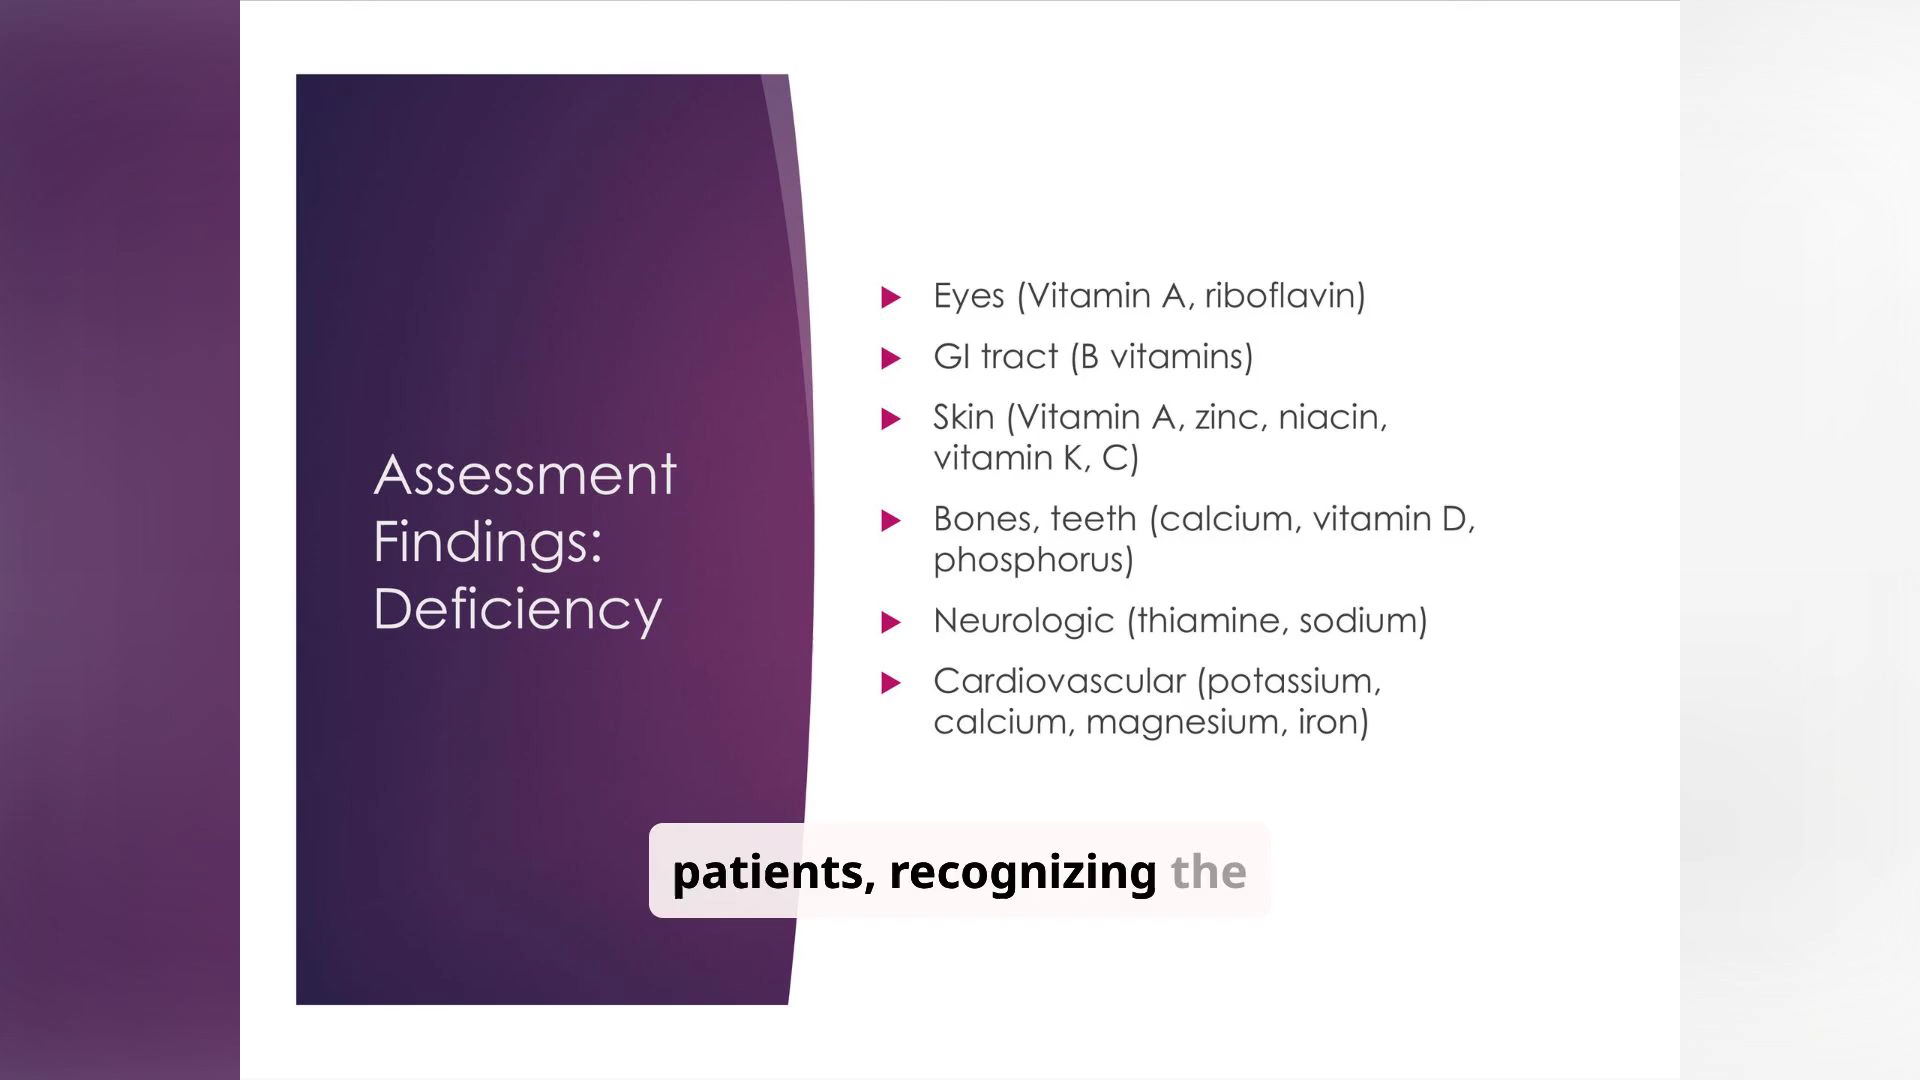 Assessment
Findings:
Deficiency
Eyes (Vitamin A, riboflavin)
GI tract (B vitamins)
Skin (Vitamin A, zinc, niacin,
vitamin K, C)
Bones, teeth (calcium, vitamin D,
phosphorus)
Neurologic (thiamine, sodium)
Cardiovascular (potassium,
calcium, magnesium, iron)
patients, recognizing the